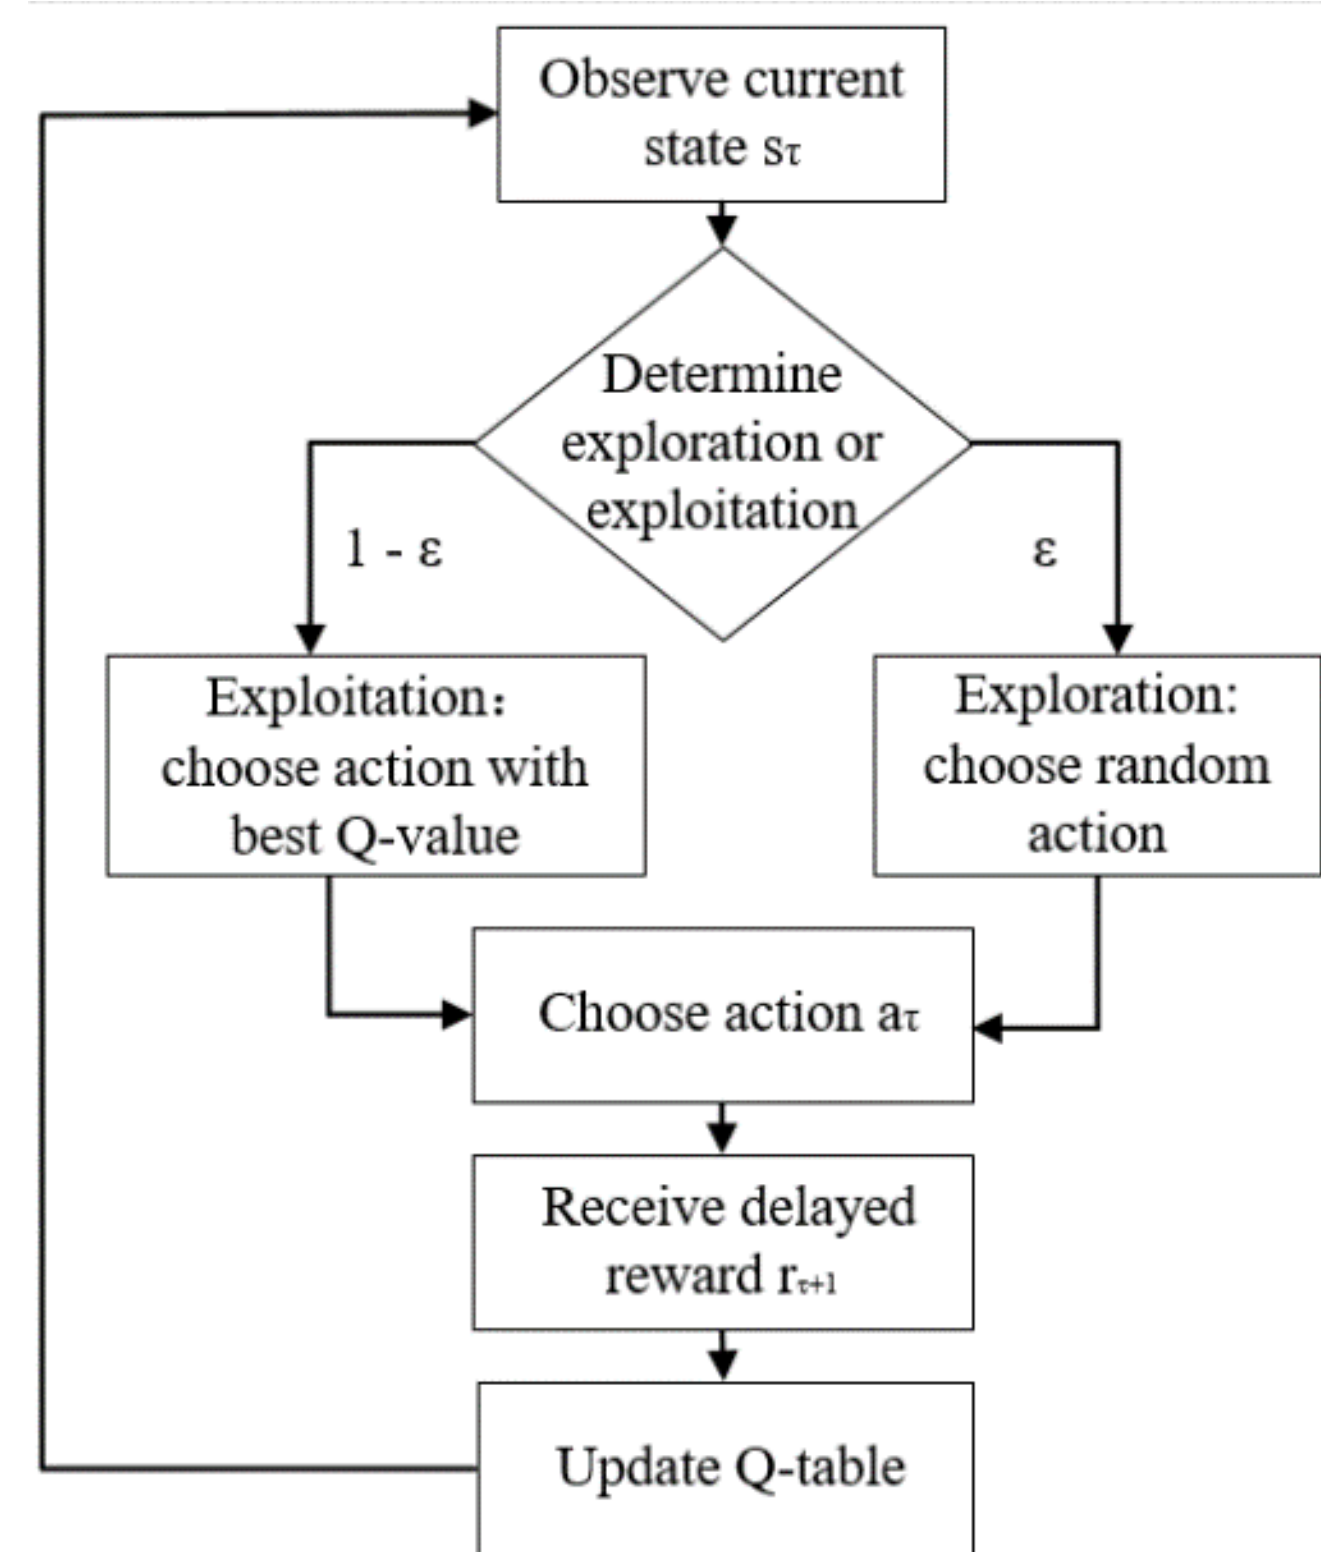 Observe current
state sτ
Determine
exploration or
exploitation
1 - ε
ε
Exploitation：
choose action with
best Q-value
Exploration:
choose random
action
Choose action aτ
Receive delayed
reward rτ+1
Update Q-table